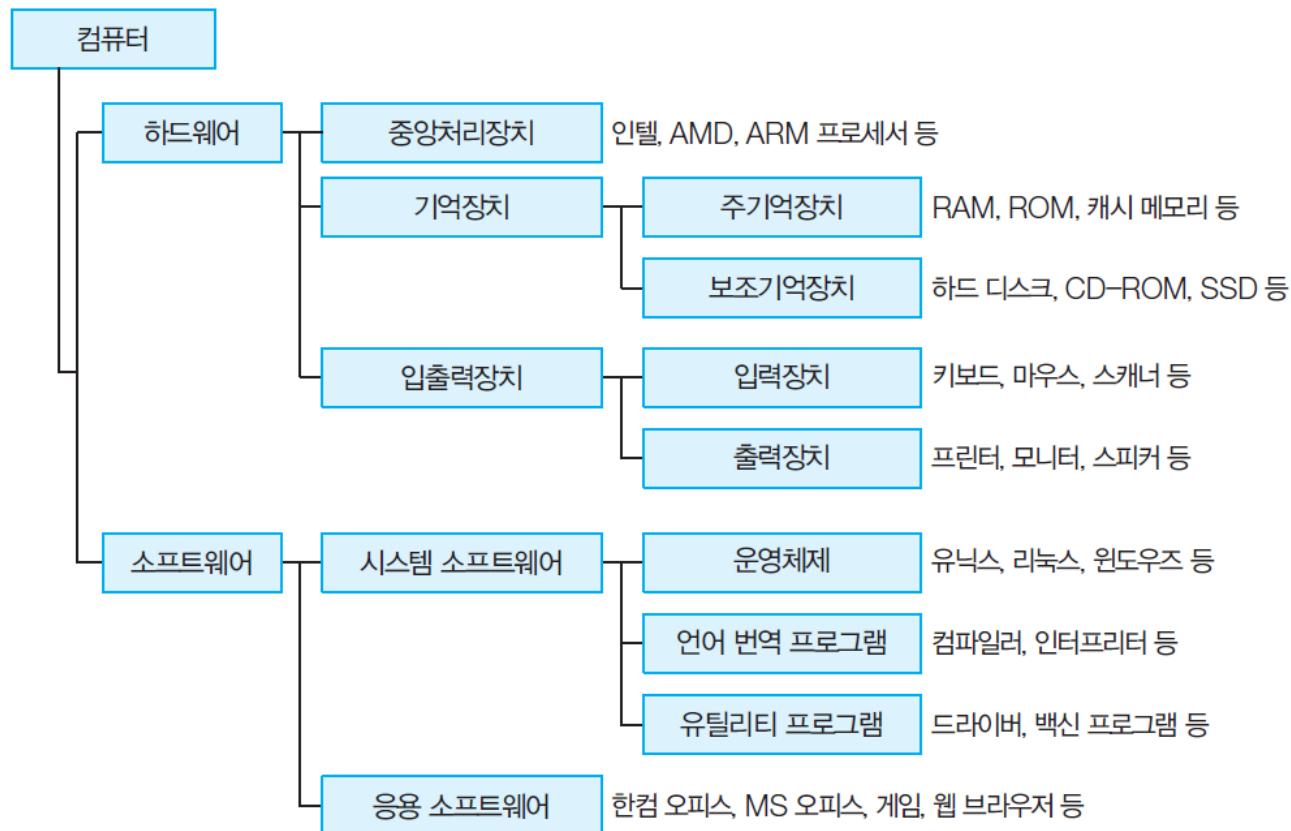 컴퓨터
하드웨어
중앙처리장치
인텔, AMD, ARM 프로세서 등
기억장치
주기억장치
RAM, ROM, 캐시 메모리 등
보조기억장치
하드 디스크, CD-ROM, SSD 등
입출력장치
입력장치
키보드, 마우스, 스캐너 등
출력장치
프린터, 모니터, 스피커 등
소프트웨어
시스템 소프트웨어
운영체제
유닉스, 리눅스, 윈도우즈 등
언어 번역 프로그램
컴파일러, 인터프리터 등
유틸리티 프로그램
드라이버, 백신 프로그램 등
응용 소프트웨어
한컴 오피스, MS 오피스, 게임, 웹 브라우저 등